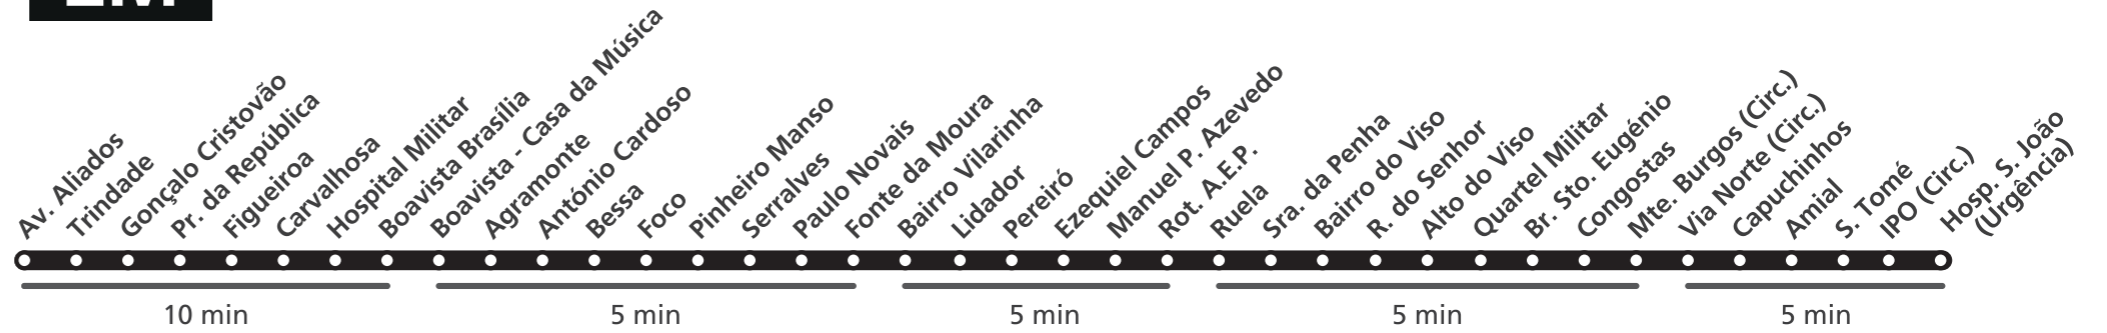 Av. Aliados
Trindade
Gonçalo Cristovão
Pr. da República
Figueiroa
Carvalhosa
Hospital Militar
Boavista Brasília
Boavista - Casa da Música
Agramonte
António Cardoso
Bessa
Foco
Pinheiro Manso
Serralves
Paulo Novais
Fonte da Moura
Bairro Vilarinha
Lidador
Pereiró
Ezequiel Campos
Manuel P. Azevedo
Rot. A.E.P.
Ruela
Sra. da Penha
Bairro do Viso
R. do Senhor
Alto do Viso
Quartel Militar
Br. Sto. Eugénio
Congostas
Mte. Burgos (Circ.)
Via Norte (Circ.)
Capuchinhos
Amial
S. Tomé
IPO (Circ.)
Hosp. S. João
(Urgência)
10 min
5 min
5 min
5 min
5 min